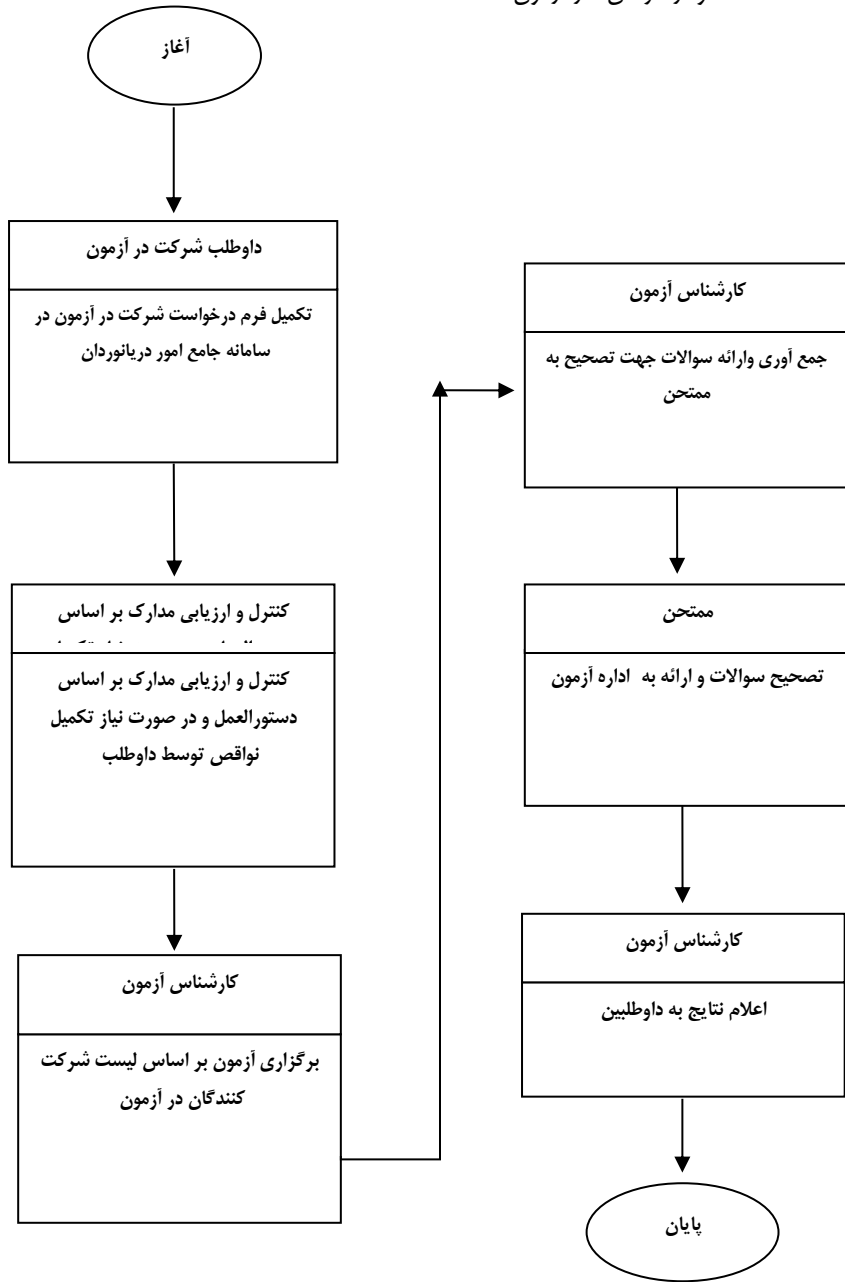 آغاز
داوطلب شرکت در آزمون
تکمیل فرم درخواست شرکت در آزمون در
سامانه جامع امور دریانوردان
کنترل و ارزیابی مدارک بر اساس
کنترل و ارزیابی مدارک بر اساس
دستورالعمل و در صورت نیاز تکمیل
نواقص توسط داوطلب
کارشناس آزمون
برگزاری آزمون بر اساس لیست شرکت
کنندگان در آزمون
کارشناس آزمون
جمع آوری وارائه سوالات جهت تصحیح به
ممتحن
ممتحن
تصحیح سوالات و ارائه به اداره آزمون
کارشناس آزمون
اعلام نتایج به داوطلبین
پایان